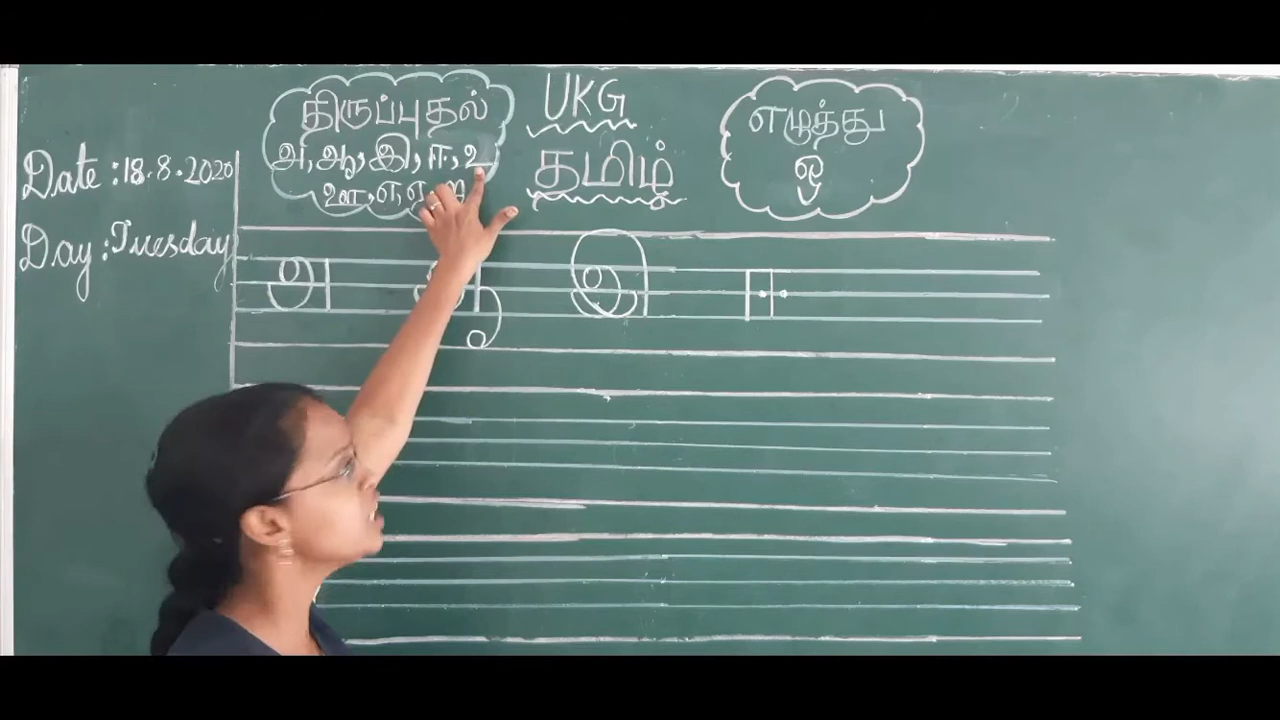 Date : 18.8.2020
Day : Tuesday
திருப்புதல்
அ, ஆ, இ, ஈ, உ
ஊ, எ, ஏ, ஐ
UKG
தமிழ்
எழுத்து
ஒ
அ ஆ இ ஈ